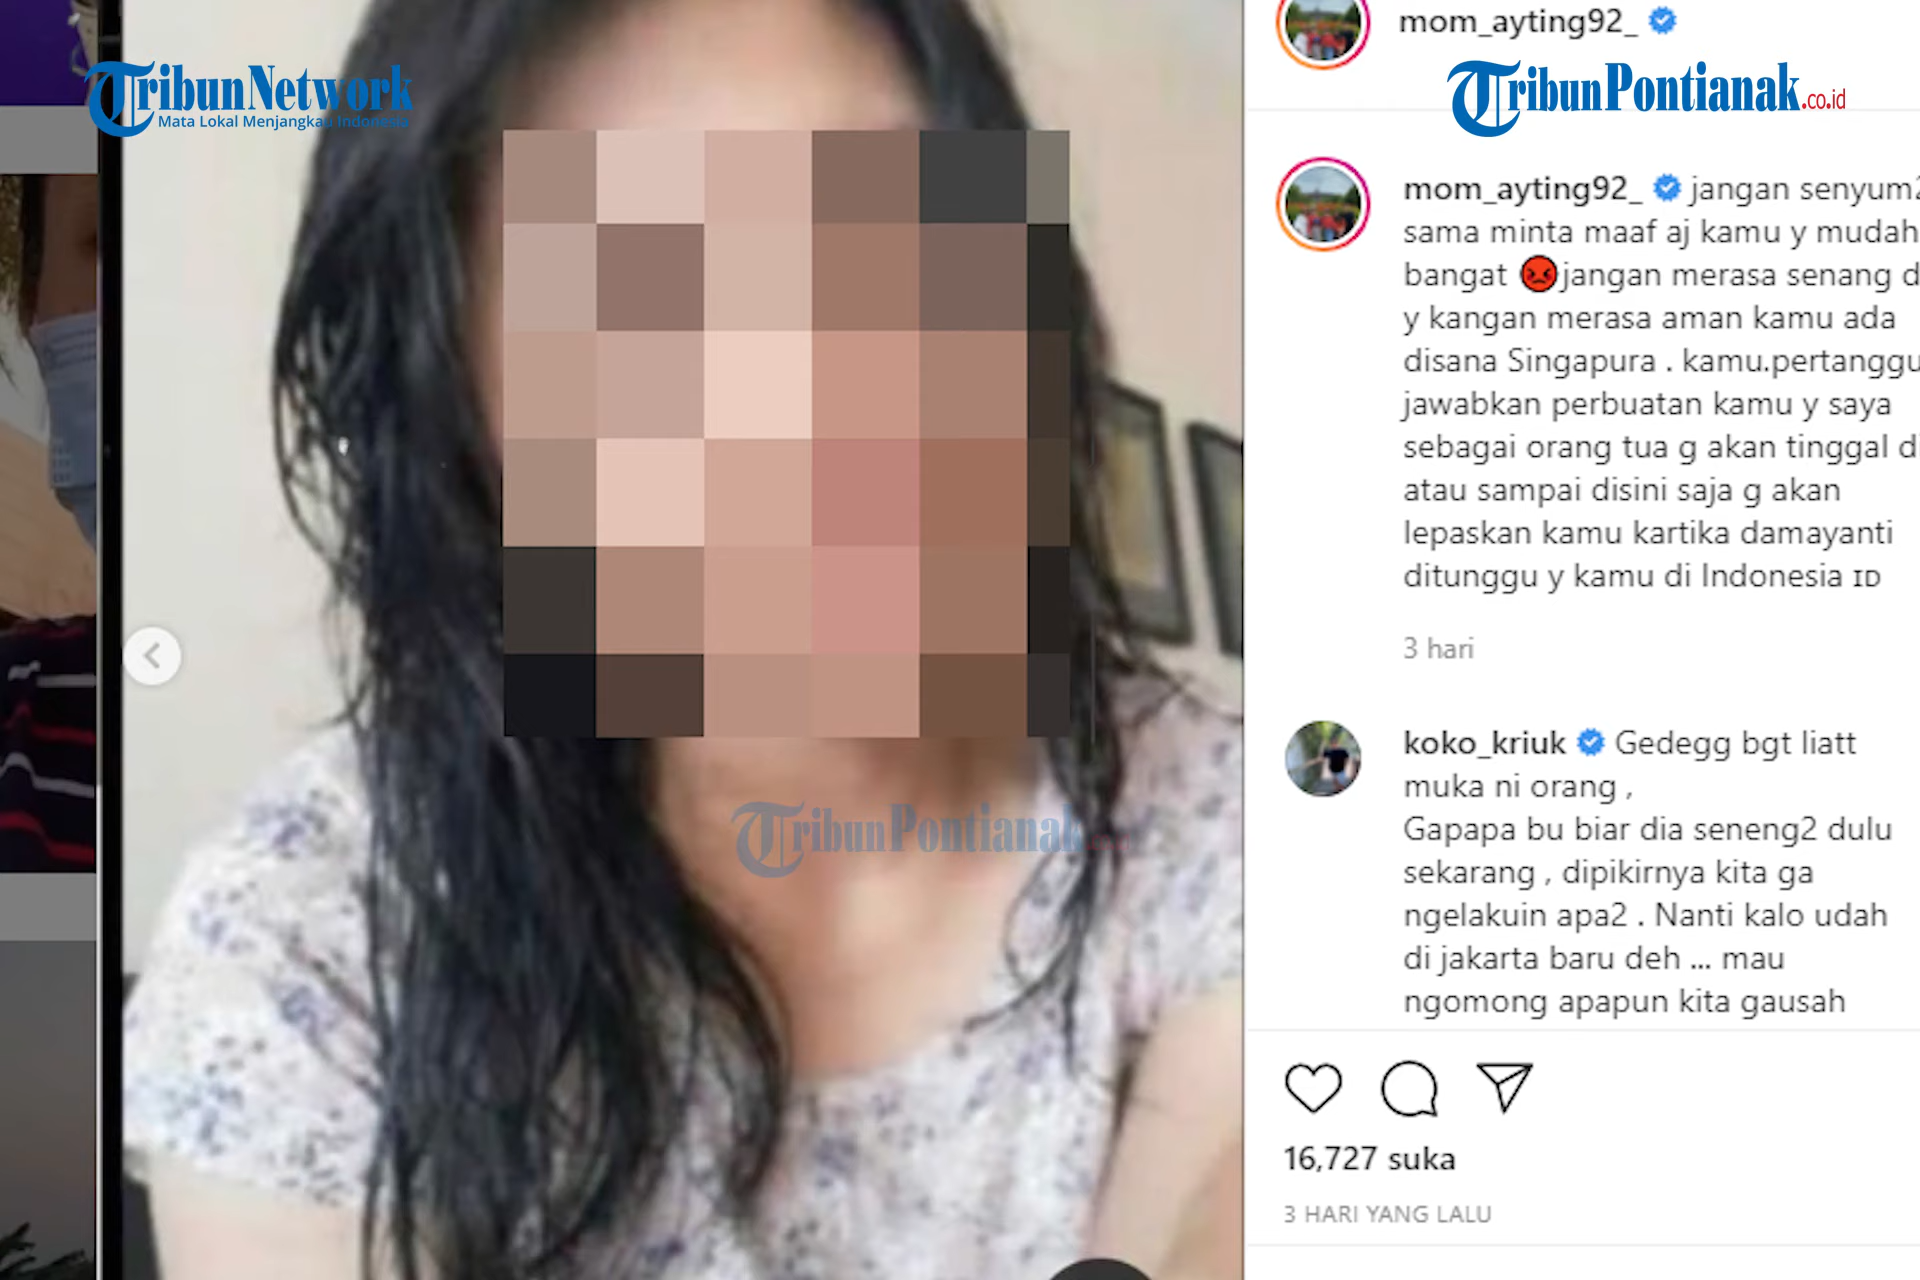 mom_ayting92_
TribunNetwork
Mata Lokal Menjangkau Indonesia
TribunPontianak.co.id
mom_ayting92_ jangan senyum2
sama minta maaf aj kamu y mudah
bangat jangan merasa senang d
y kangan merasa aman kamu ada
disana Singapura . kamu.pertanggu
jawabkan perbuatan kamu y saya
sebagai orang tua g akan tinggal di
atau sampai disini saja g akan
lepaskan kamu kartika damayanti
ditunggu y kamu di Indonesia ID
3 hari
koko_kriuk Gedegg bgt liatt
muka ni orang ,
Gapapa bu biar dia seneng2 dulu
sekarang , dipikirnya kita ga
ngelakuin apa2 . Nanti kalo udah
di jakarta baru deh ... mau
ngomong apapun kita gausah
TribunPontianak
16,727 suka
3 HARI YANG LALU